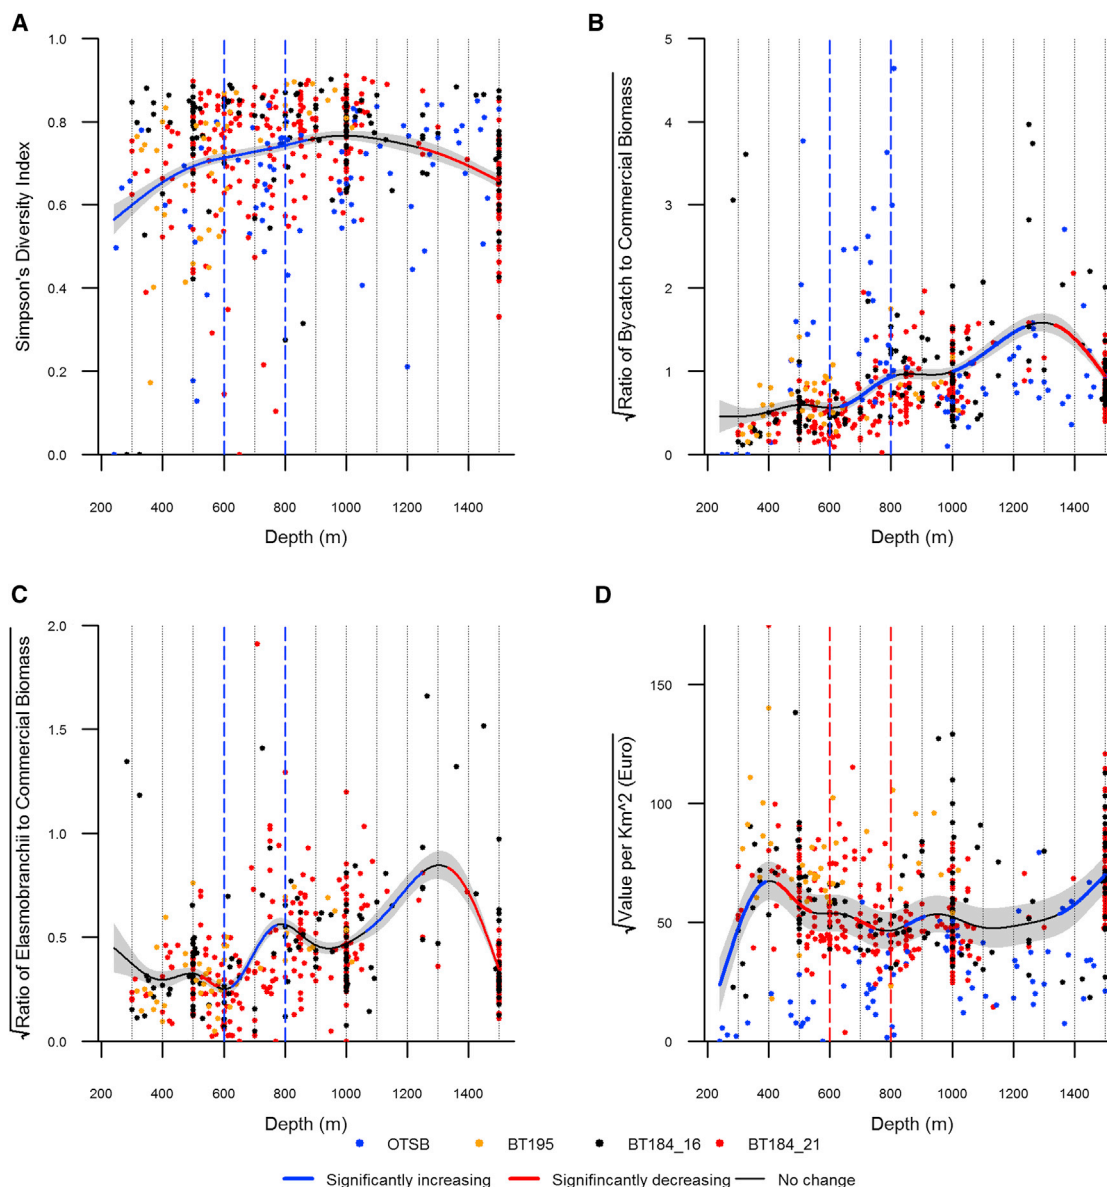 A
Simpson's Diversity Index
1.0
0.8
0.6
0.4
0.2
0.0
200 400 600 800 1000 1200 1400
Depth (m)
B
√Ratio of Bycatch to Commercial Biomass
5
4
3
2
1
0
200 400 600 800 1000 1200 1400
Depth (m)
C
√Ratio of Elasmobranchii to Commercial Biomass
2.0
1.5
1.0
0.5
0.0
200 400 600 800 1000 1200 1400
Depth (m)
D
√Value per Km^2 (Euro)
150
100
50
0
200 400 600 800 1000 1200 1400
Depth (m)
OTSB BT195 BT184_16 BT184_21
Significantly increasing Signifincantly decreasing No change